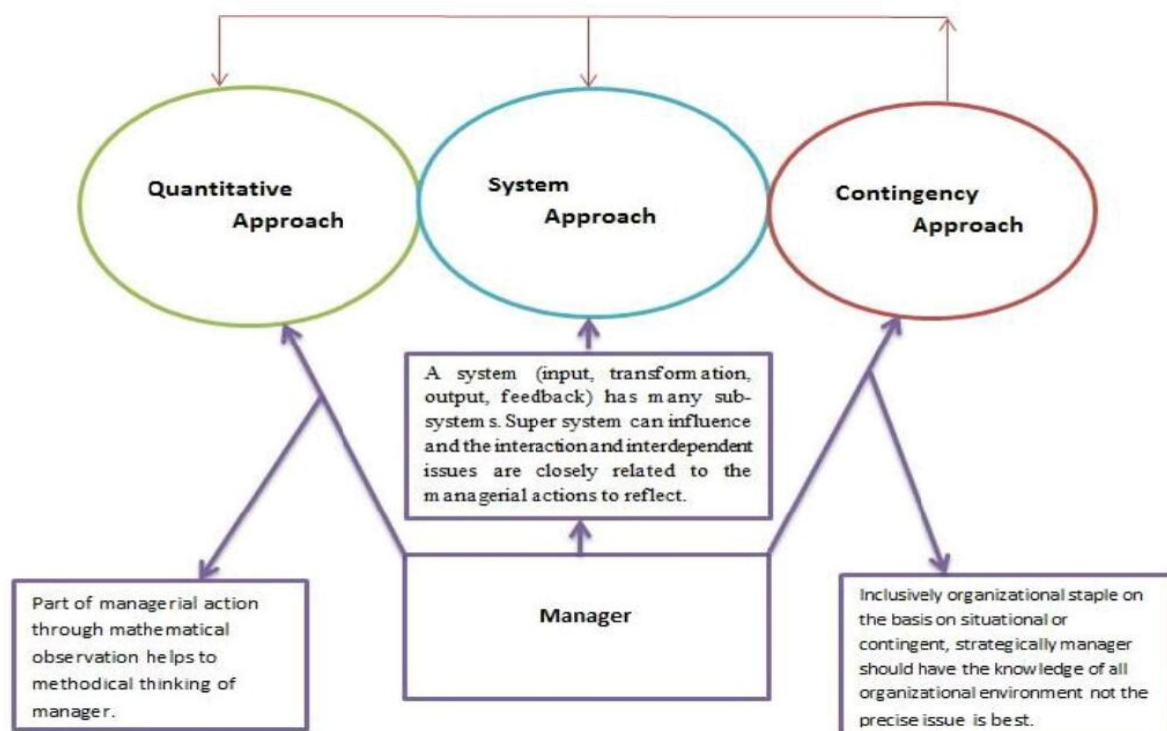 Quantitative
Approach
System
Approach
Contingency
Approach
A system (input, transformation,
output, feedback) has many sub-
systems. Super system can influence
and the interaction and interdependent
issues are closely related to the
managerial actions to reflect.
Manager
Part of managerial action
through mathematical
observation helps to
methodical thinking of
manager.
Inclusively organizational staple on
the basis on situational or
contingent, strategically manager
should have the knowledge of all
organizational environment not the
precise issue is best.